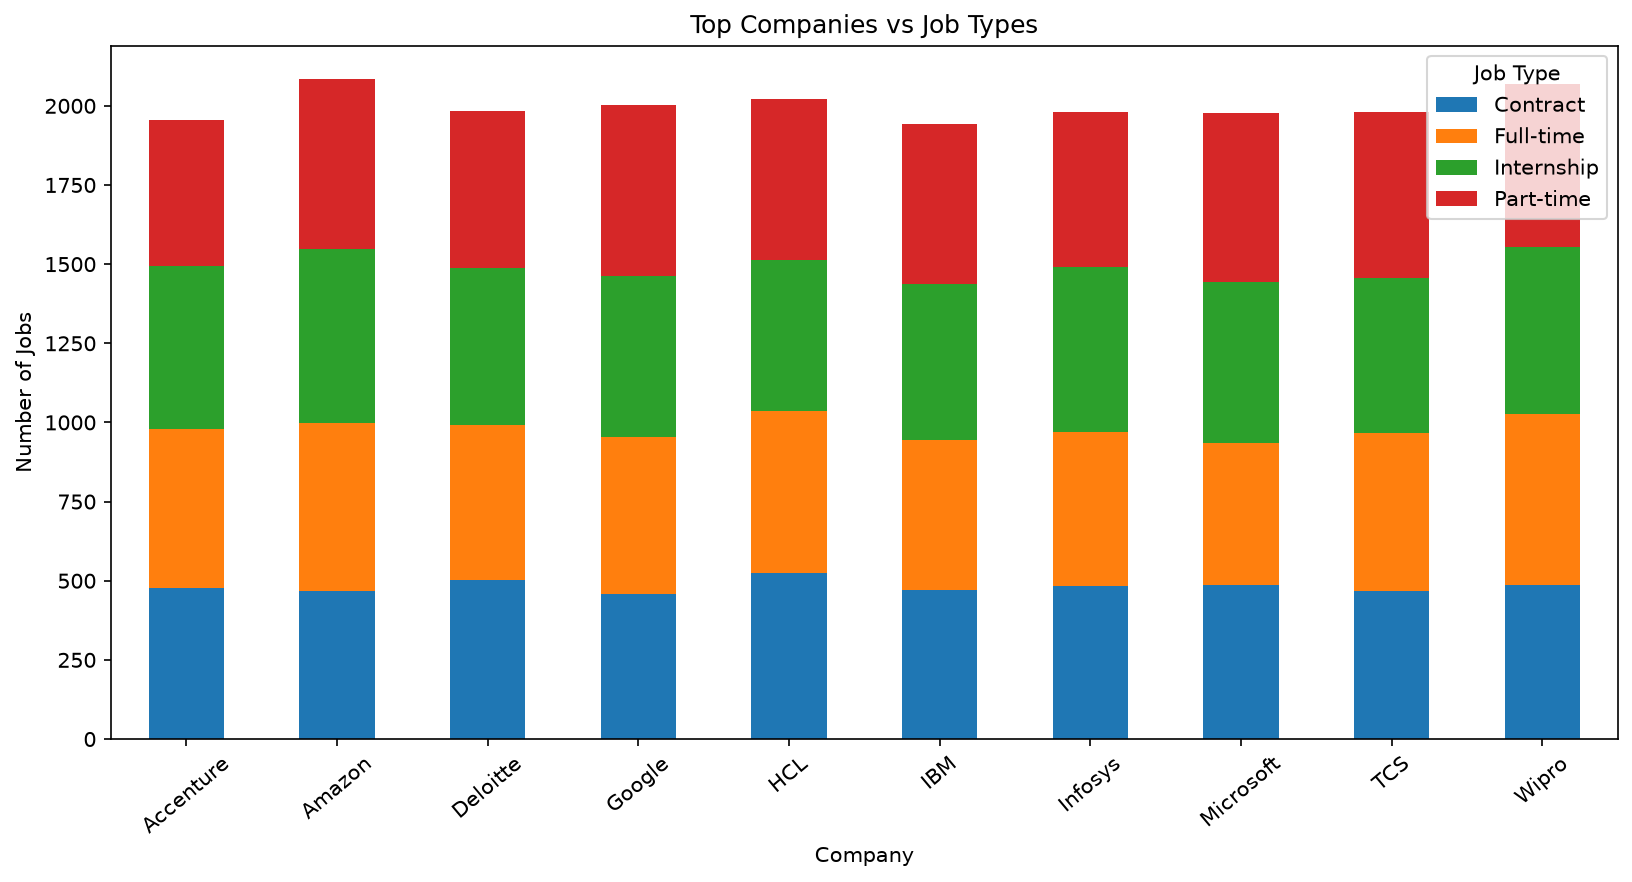 Top Companies vs Job Types
Number of Jobs
2000
1750
1500
1250
1000
750
500
250
0
Job Type
Contract
Full-time
Internship
Part-time
Accenture
Amazon
Deloitte
Google
HCL
IBM
Infosys
Microsoft
TCS
Wipro
Company